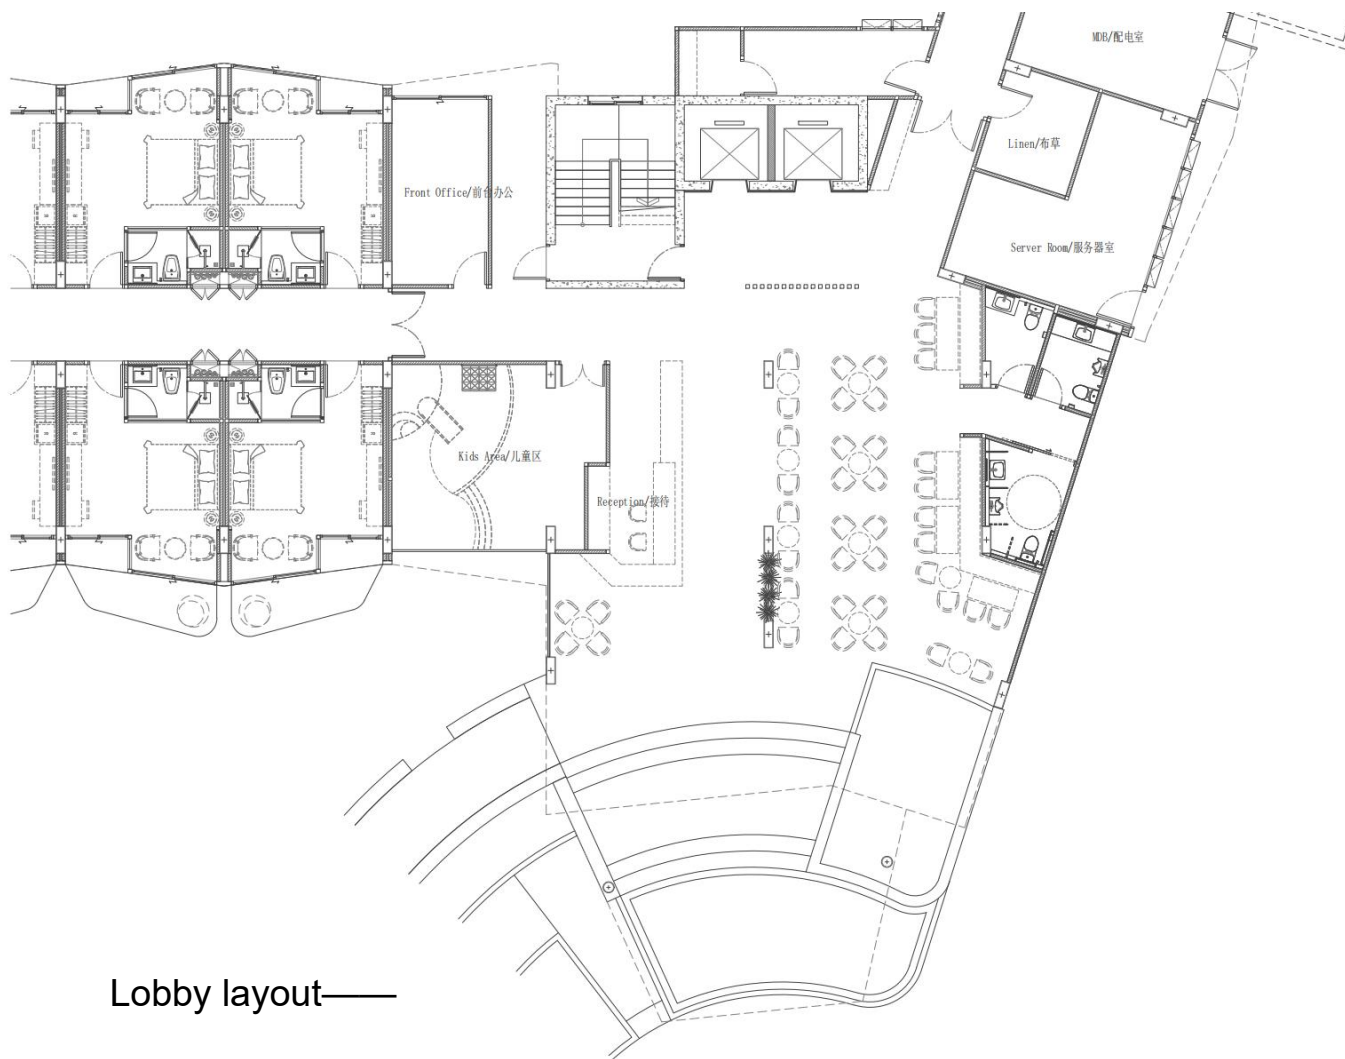 MDB/配电室
Linen/布草
Front Office/前台办公
Server Room/服务器室
Kids Area/儿童区
Reception/接待
Lobby layout——